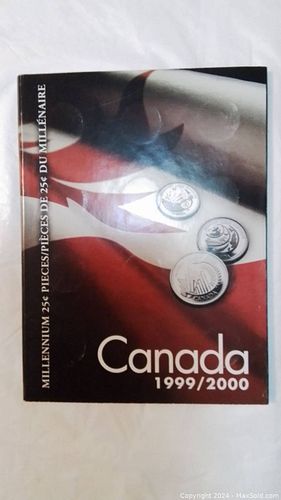 MILLENNIUM 25¢ PIECES/PIÈCES DE 25¢ DU MILLÉNAIRE
Canada
1999/2000
Copyright 2024 - MaxSold.com